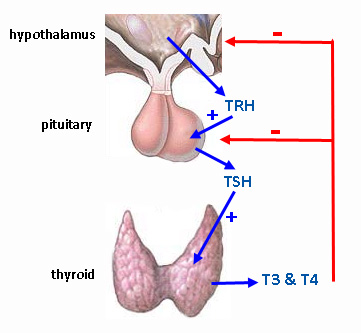 hypothalamus
-
TRH
+
pituitary
-
TSH
+
thyroid
T3 & T4